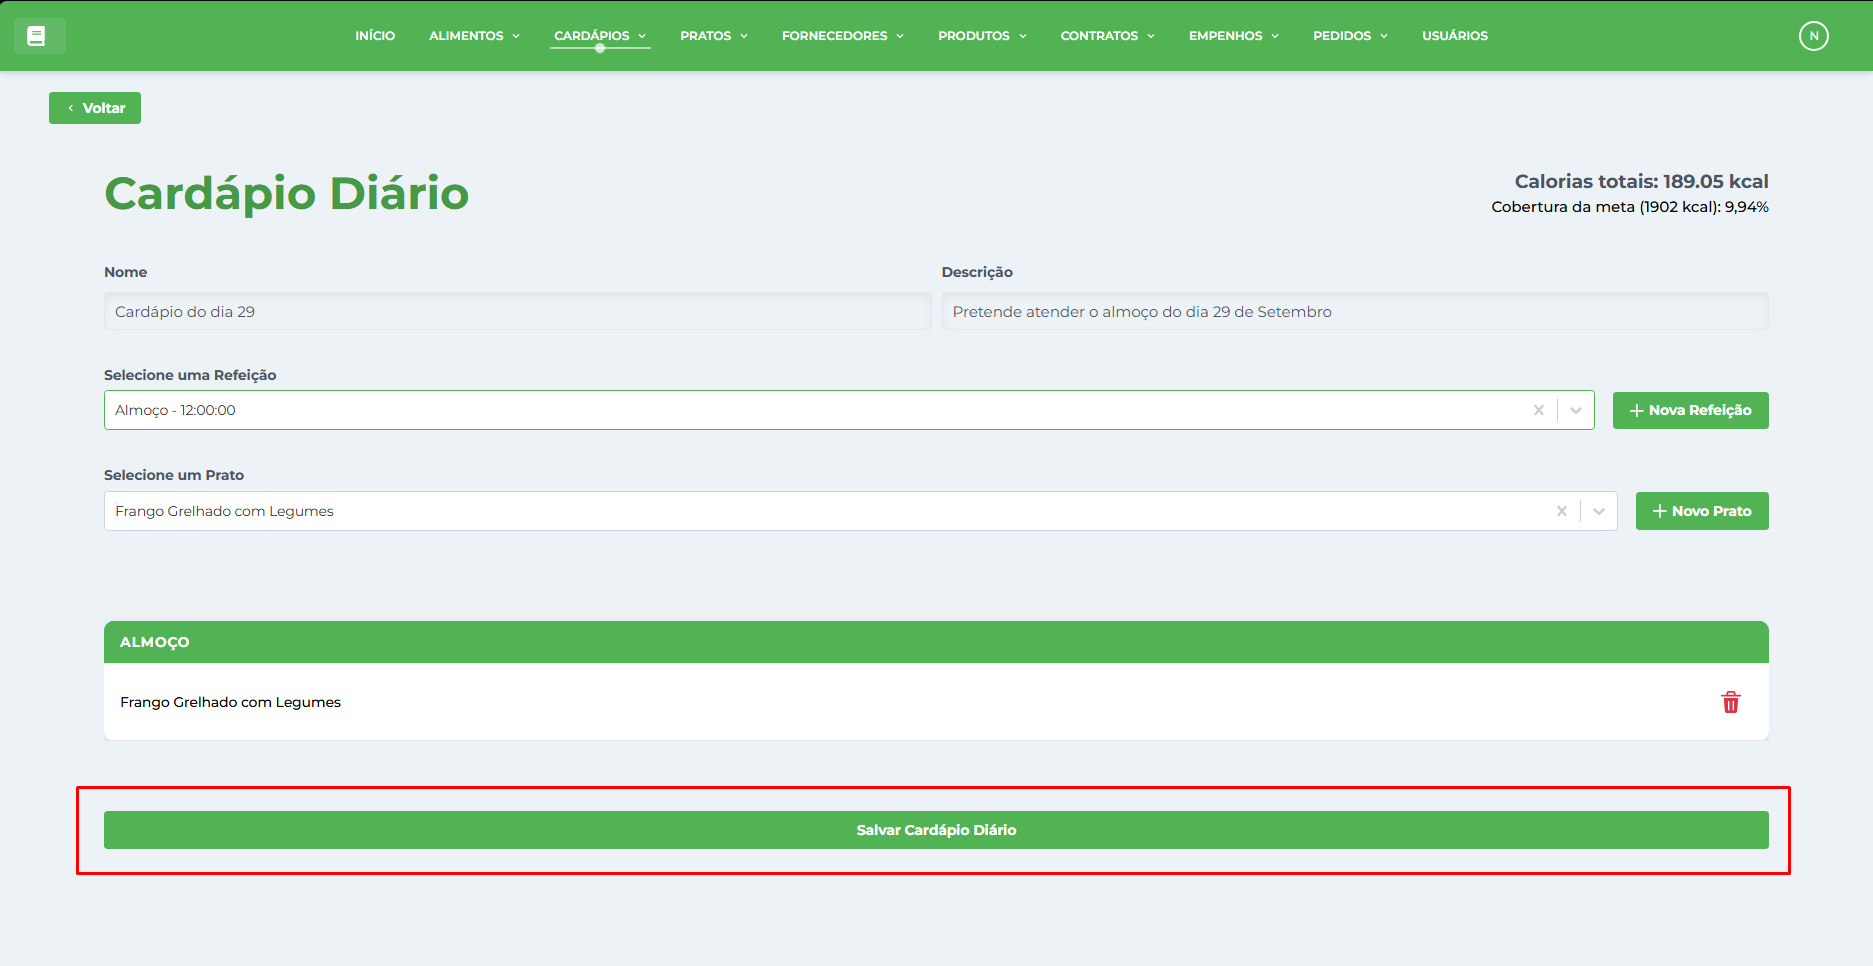 INÍCIO ALIMENTOS CARDÁPIOS PRATOS FORNECEDORES PRODUTOS CONTRATOS EMPENHOS PEDIDOS USUÁRIOS N
Voltar
Cardápio Diário
Calorias totais: 189.05 kcal
Cobertura da meta (1902 kcal): 9,94%
Nome Descrição
Cardápio do dia 29 Pretende atender o almoço do dia 29 de Setembro
Selecione uma Refeição
Almoço - 12:00:00 Nova Refeição
Selecione um Prato
Frango Grelhado com Legumes Novo Prato
ALMOÇO
Frango Grelhado com Legumes
Salvar Cardápio Diário